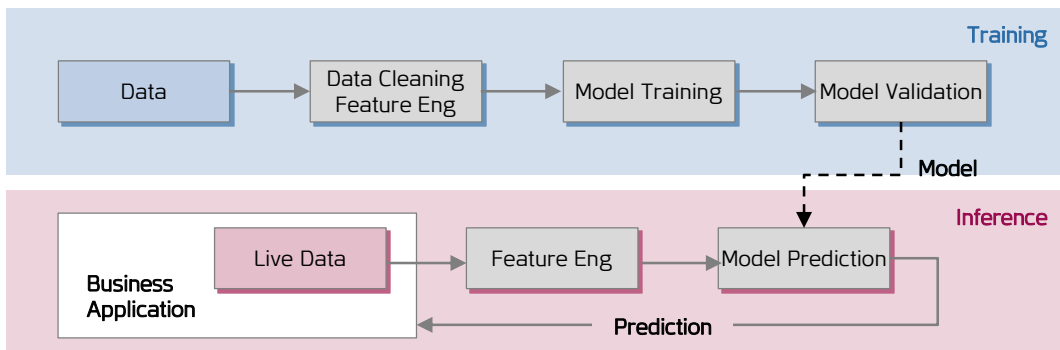 Training
Data
Data Cleaning
Feature Eng
Model Training
Model Validation
Model
Inference
Live Data
Feature Eng
Model Prediction
Business
Application
Prediction